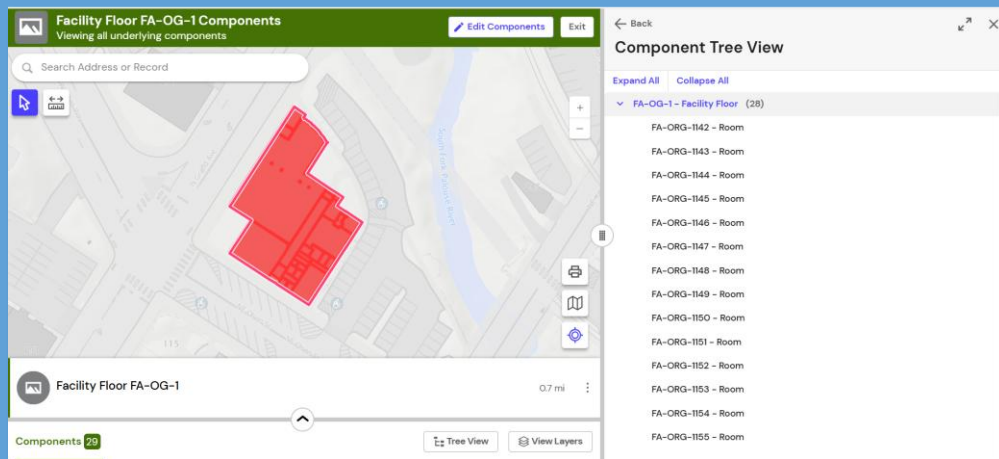 Facility Floor FA-OG-1 Components
Viewing all underlying components
Edit Components
Exit
Search Address or Record
South Fork Palouse River
115
Facility Floor FA-OG-1
0.7 mi
Components 29
Tree View
View Layers
Back
Component Tree View
Expand All
Collapse All
FA-OG-1 - Facility Floor (28)
FA-ORG-1142 - Room
FA-ORG-1143 - Room
FA-ORG-1144 - Room
FA-ORG-1145 - Room
FA-ORG-1146 - Room
FA-ORG-1147 - Room
FA-ORG-1148 - Room
FA-ORG-1149 - Room
FA-ORG-1150 - Room
FA-ORG-1151 - Room
FA-ORG-1152 - Room
FA-ORG-1153 - Room
FA-ORG-1154 - Room
FA-ORG-1155 - Room